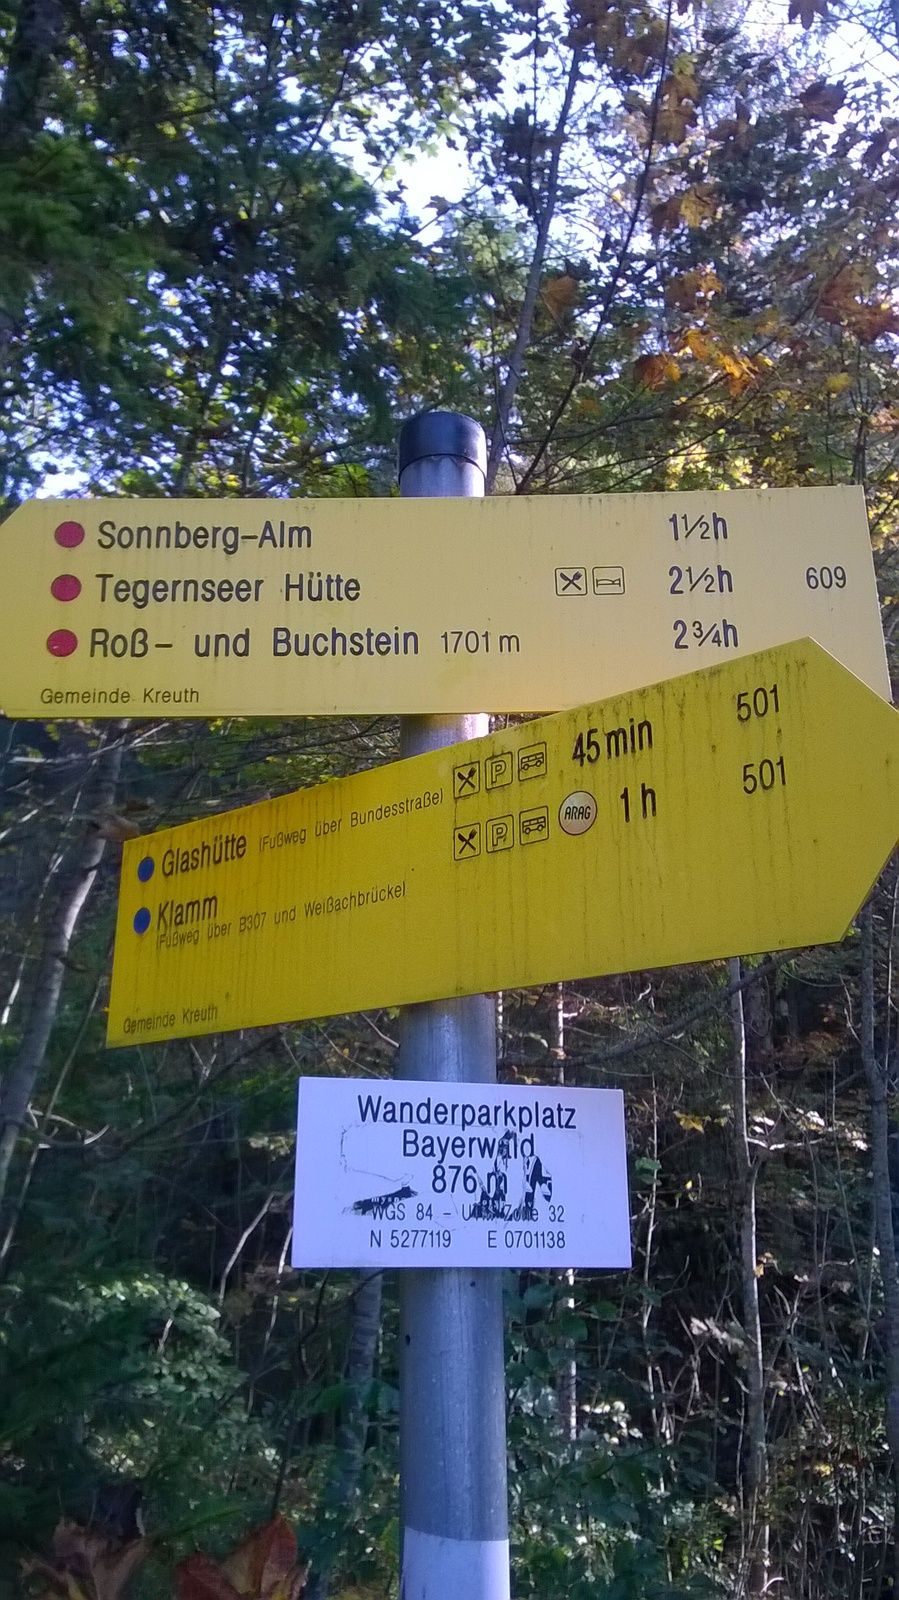 Sonnberg-Alm 1½h
Tegernseer Hütte 2½h 609
Roß- und Buchstein 1701 m 2¾h
Gemeinde Kreuth
Glashütte (Fußweg über Bundesstraße) P 45 min 501
Klamm P ARAG 1 h 501
(Fußweg über B307 und Weißachbrücke)
Gemeinde Kreuth
Wanderparkplatz
Bayerwald
876 m
WGS 84 - UTM Zone 32
N 5277119 E 0701138